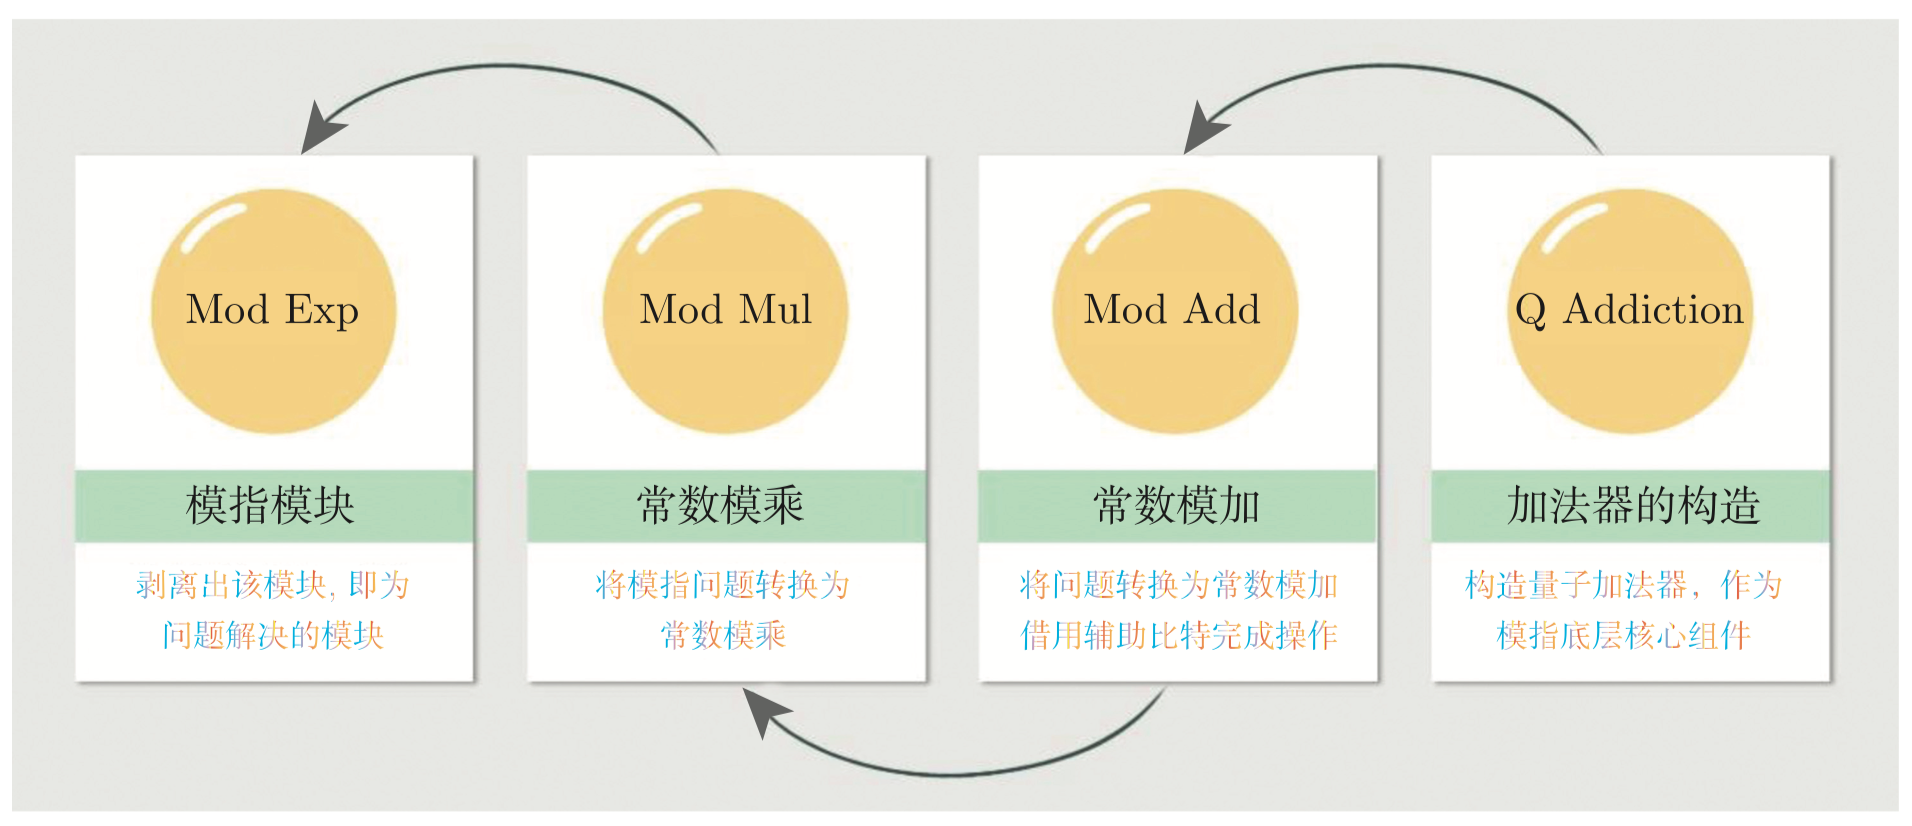 Mod Exp
模指模块
剥离出该模块, 即为
问题解决的模块
Mod Mul
常数模乘
将模指问题转换为
常数模乘
Mod Add
常数模加
将问题转换为常数模加
借用辅助比特完成操作
Q Addiction
加法器的构造
构造量子加法器，作为
模指底层核心组件